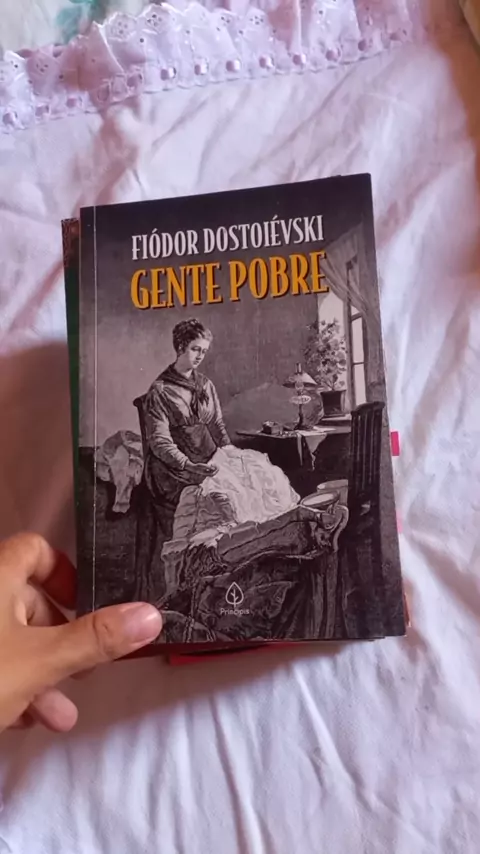 FIÓDOR DOSTOIÉVSKI
GENTE POBRE
Principis